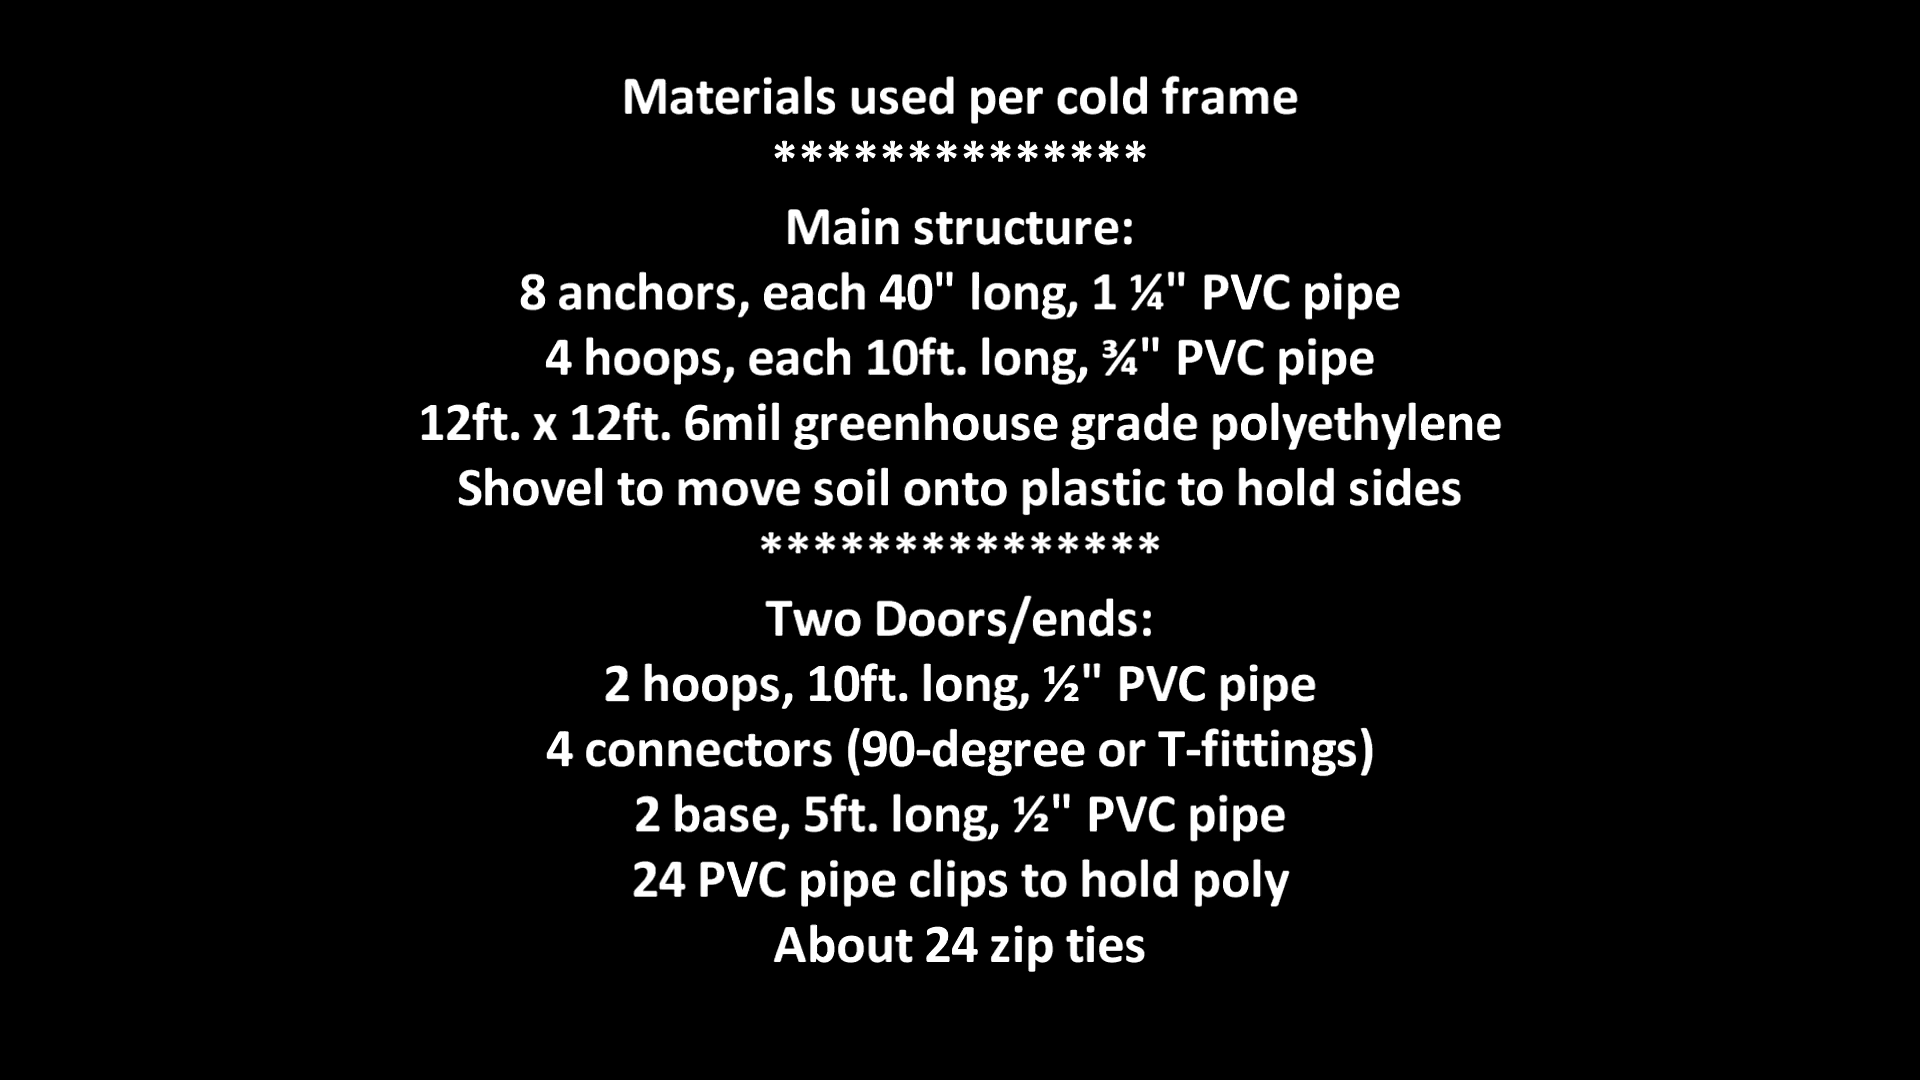 Materials used per cold frame
**************
Main structure:
8 anchors, each 40" long, 1 ¼" PVC pipe
4 hoops, each 10ft. long, ¾" PVC pipe
12ft. x 12ft. 6mil greenhouse grade polyethylene
Shovel to move soil onto plastic to hold sides
***************
Two Doors/ends:
2 hoops, 10ft. long, ½" PVC pipe
4 connectors (90-degree or T-fittings)
2 base, 5ft. long, ½" PVC pipe
24 PVC pipe clips to hold poly
About 24 zip ties